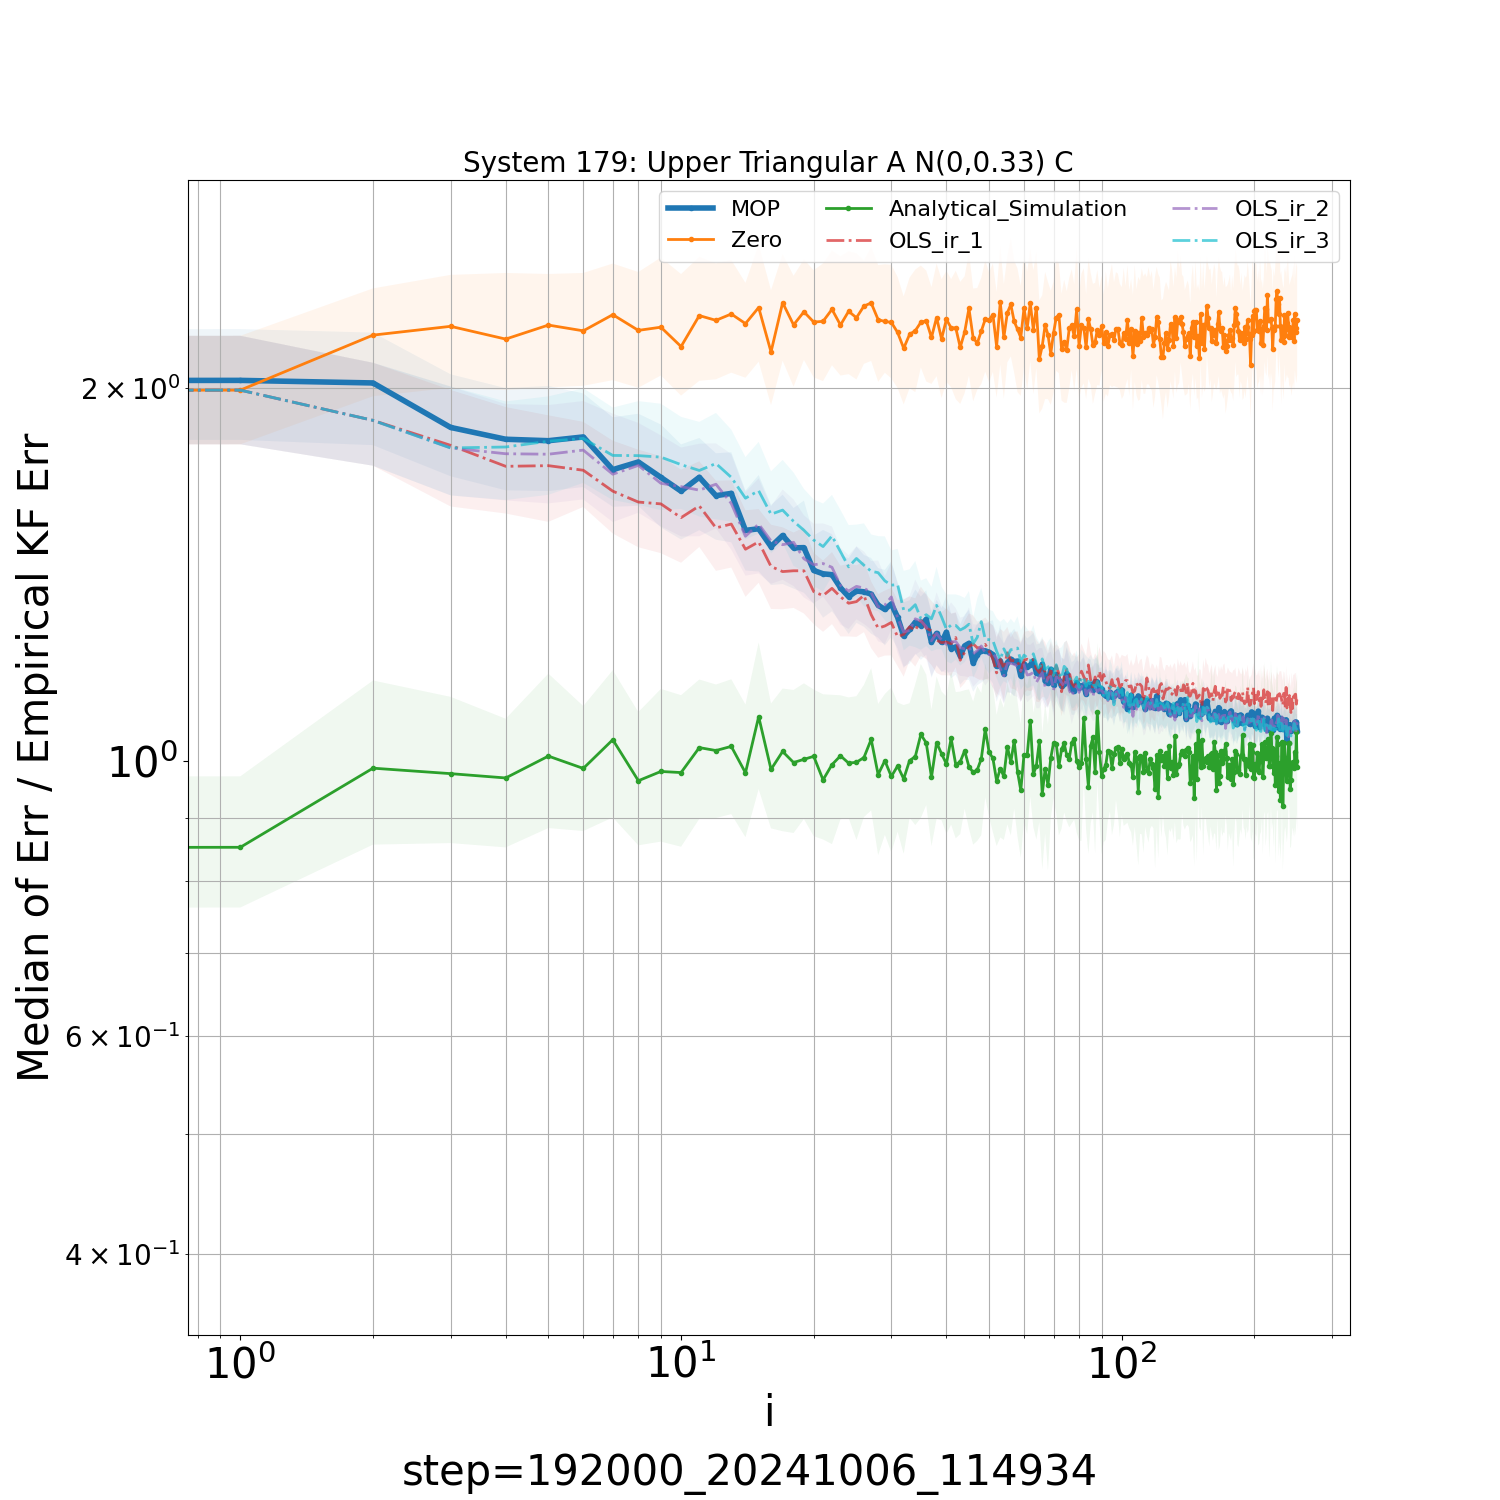 System 179: Upper Triangular A N(0,0.33) C
MOP
Zero
Analytical_Simulation
OLS_ir_1
OLS_ir_2
OLS_ir_3
Median of Err / Empirical KF Err
2 × 10⁰
10⁰
6 × 10⁻¹
4 × 10⁻¹
10⁰ 10¹ 10²
i
step=192000_20241006_114934